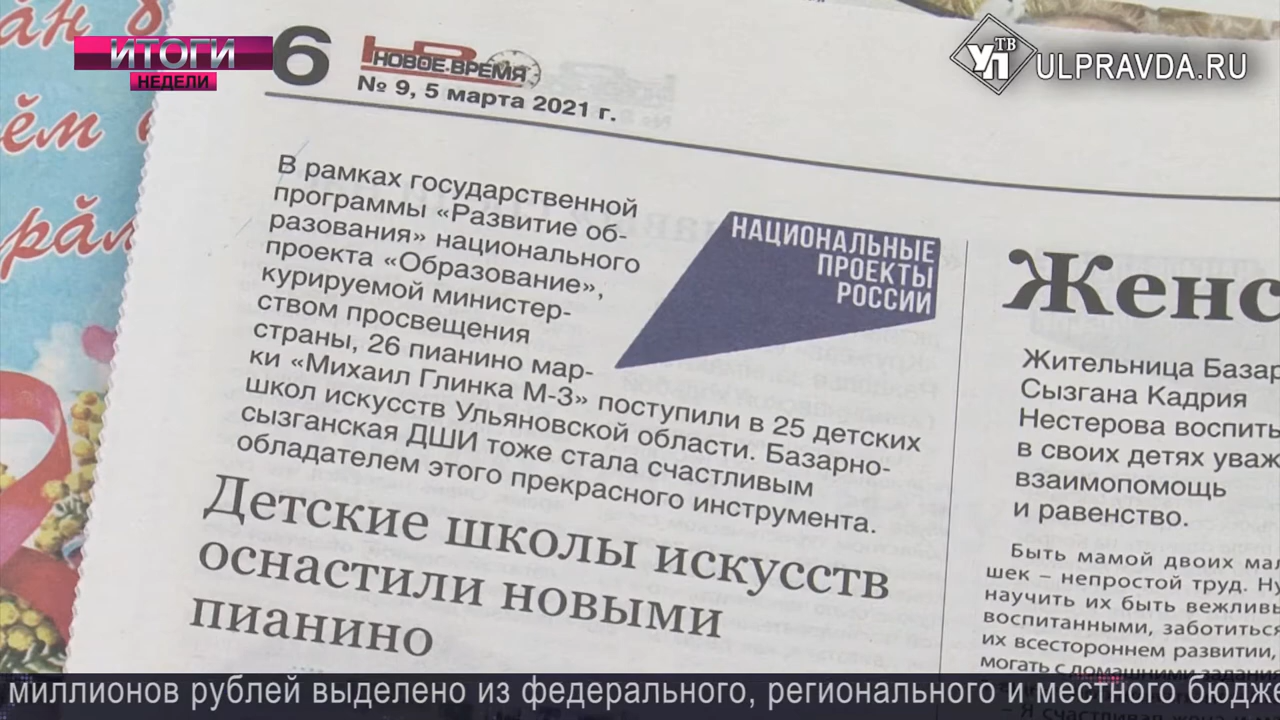 ИТОГИ
НЕДЕЛИ
УП ТВ
ULPRAVDA.RU
6
НОВОЕ ВРЕМЯ
№ 9, 5 марта 2021 г.
В рамках государственной
программы «Развитие об-
разования» национального
проекта «Образование»,
курируемой министер-
ством просвещения
страны, 26 пианино мар-
ки «Михаил Глинка М-3» поступили в 25 детских
школ искусств Ульяновской области. Базарно-
сызганская ДШИ тоже стала счастливым
обладателем этого прекрасного инструмента.
НАЦИОНАЛЬНЫЕ
ПРОЕКТЫ
РОССИИ
Детские школы искусств
оснастили новыми
пианино
Женс
Жительница Базар
Сызгана Кадрия
Нестерова воспить
в своих детях уваж
взаимопомощь
и равенство.
Быть мамой двоих мал
шек – непростой труд. Ну
научить их быть вежливы
воспитанными, заботиться
их всестороннем развитии,
могать с домашними задания
миллионов рублей выделено из федерального, регионального и местного бюдже